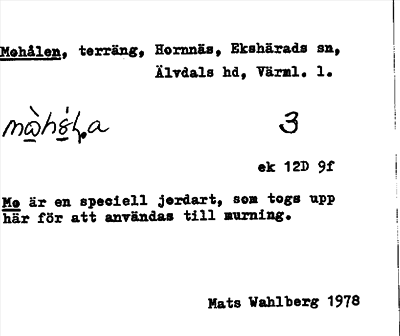 Mohålen, terräng, Hornnäs, Ekshärads sn,
Älvdals hd, Värml. l.
3
ek 12D 9f
Mo är en speciell jordart, som togs upp
här för att användas till murning.
Mats Wahlberg 1978